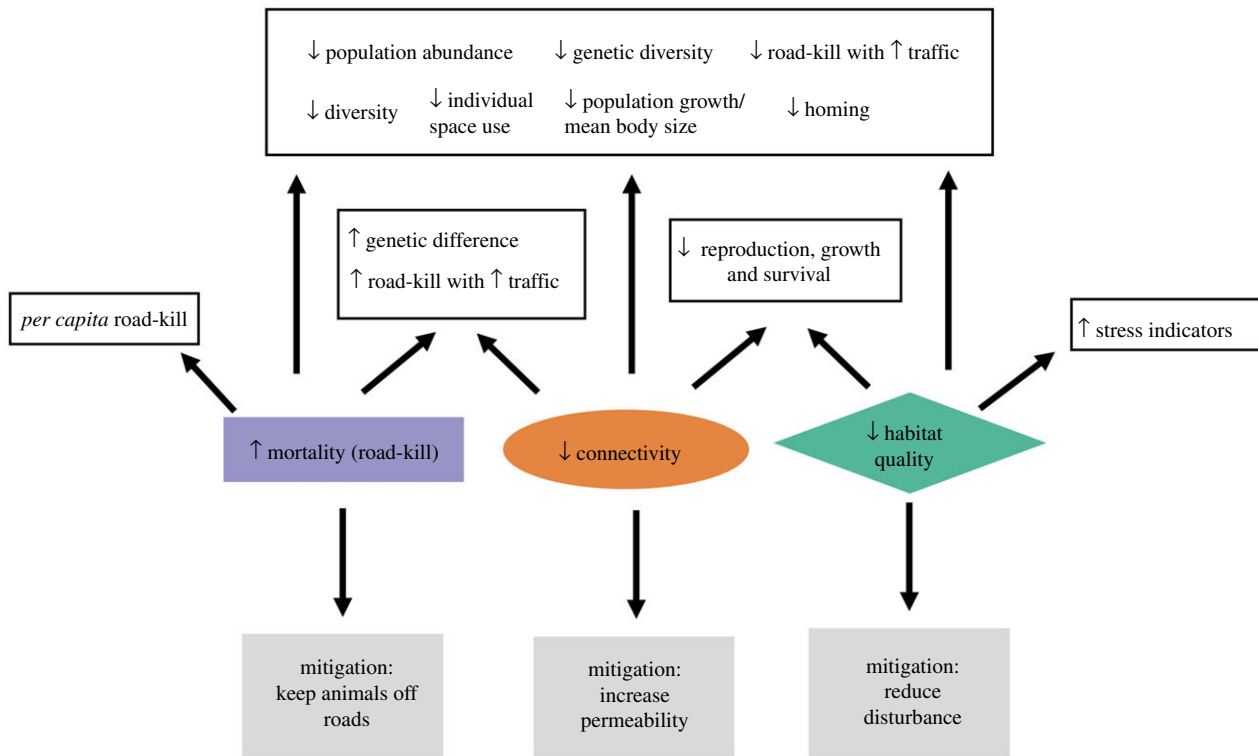 ↓ population abundance
↓ genetic diversity
↓ road-kill with ↑ traffic
↓ diversity
↓ individual
space use
↓ population growth/
mean body size
↓ homing
↑ genetic difference
↑ road-kill with ↑ traffic
↓ reproduction, growth
and survival
per capita road-kill
↑ stress indicators
↑ mortality (road-kill)
↓ connectivity
↓ habitat
quality
mitigation:
keep animals off
roads
mitigation:
increase
permeability
mitigation:
reduce
disturbance